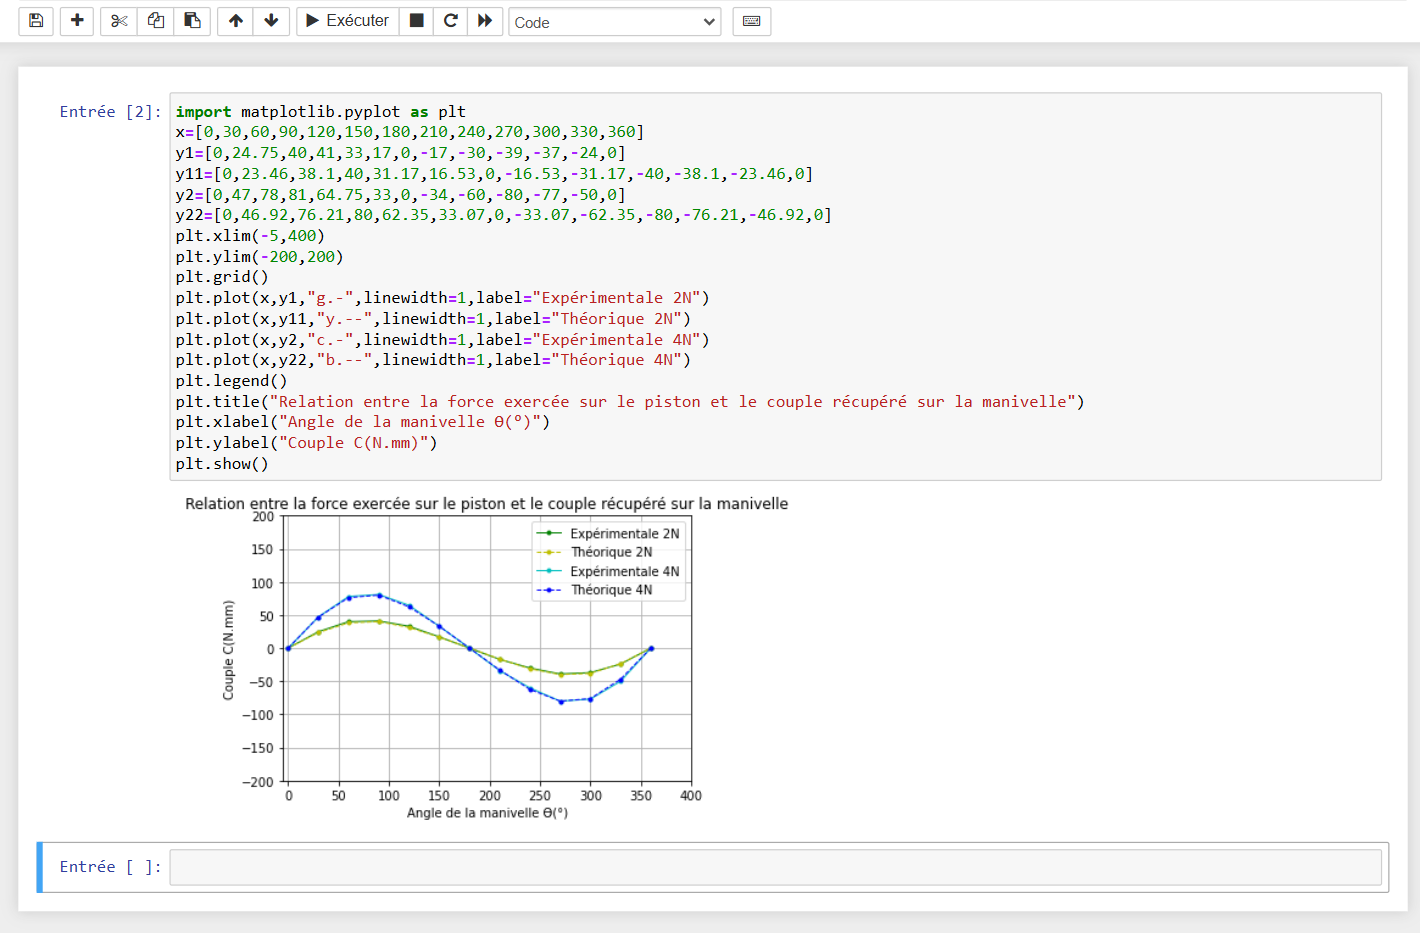 Exécuter
Code
Entrée [2]:
import matplotlib.pyplot as plt
x=[0,30,60,90,120,150,180,210,240,270,300,330,360]
y1=[0,24.75,40,41,33,17,0,-17,-30,-39,-37,-24,0]
y11=[0,23.46,38.1,40,31.17,16.53,0,-16.53,-31.17,-40,-38.1,-23.46,0]
y2=[0,47,78,81,64.75,33,0,-34,-60,-80,-77,-50,0]
y22=[0,46.92,76.21,80,62.35,33.07,0,-33.07,-62.35,-80,-76.21,-46.92,0]
plt.xlim(-5,400)
plt.ylim(-200,200)
plt.grid()
plt.plot(x,y1,"g.-",linewidth=1,label="Expérimentale 2N")
plt.plot(x,y11,"y.--",linewidth=1,label="Théorique 2N")
plt.plot(x,y2,"c.-",linewidth=1,label="Expérimentale 4N")
plt.plot(x,y22,"b.--",linewidth=1,label="Théorique 4N")
plt.legend()
plt.title("Relation entre la force exercée sur le piston et le couple récupéré sur la manivelle")
plt.xlabel("Angle de la manivelle Θ(°)")
plt.ylabel("Couple C(N.mm)")
plt.show()
Relation entre la force exercée sur le piston et le couple récupéré sur la manivelle
200
150
100
50
0
−50
−100
−150
−200
Couple C(N.mm)
Expérimentale 2N
Théorique 2N
Expérimentale 4N
Théorique 4N
0 50 100 150 200 250 300 350 400
Angle de la manivelle Θ(°)
Entrée [ ]: